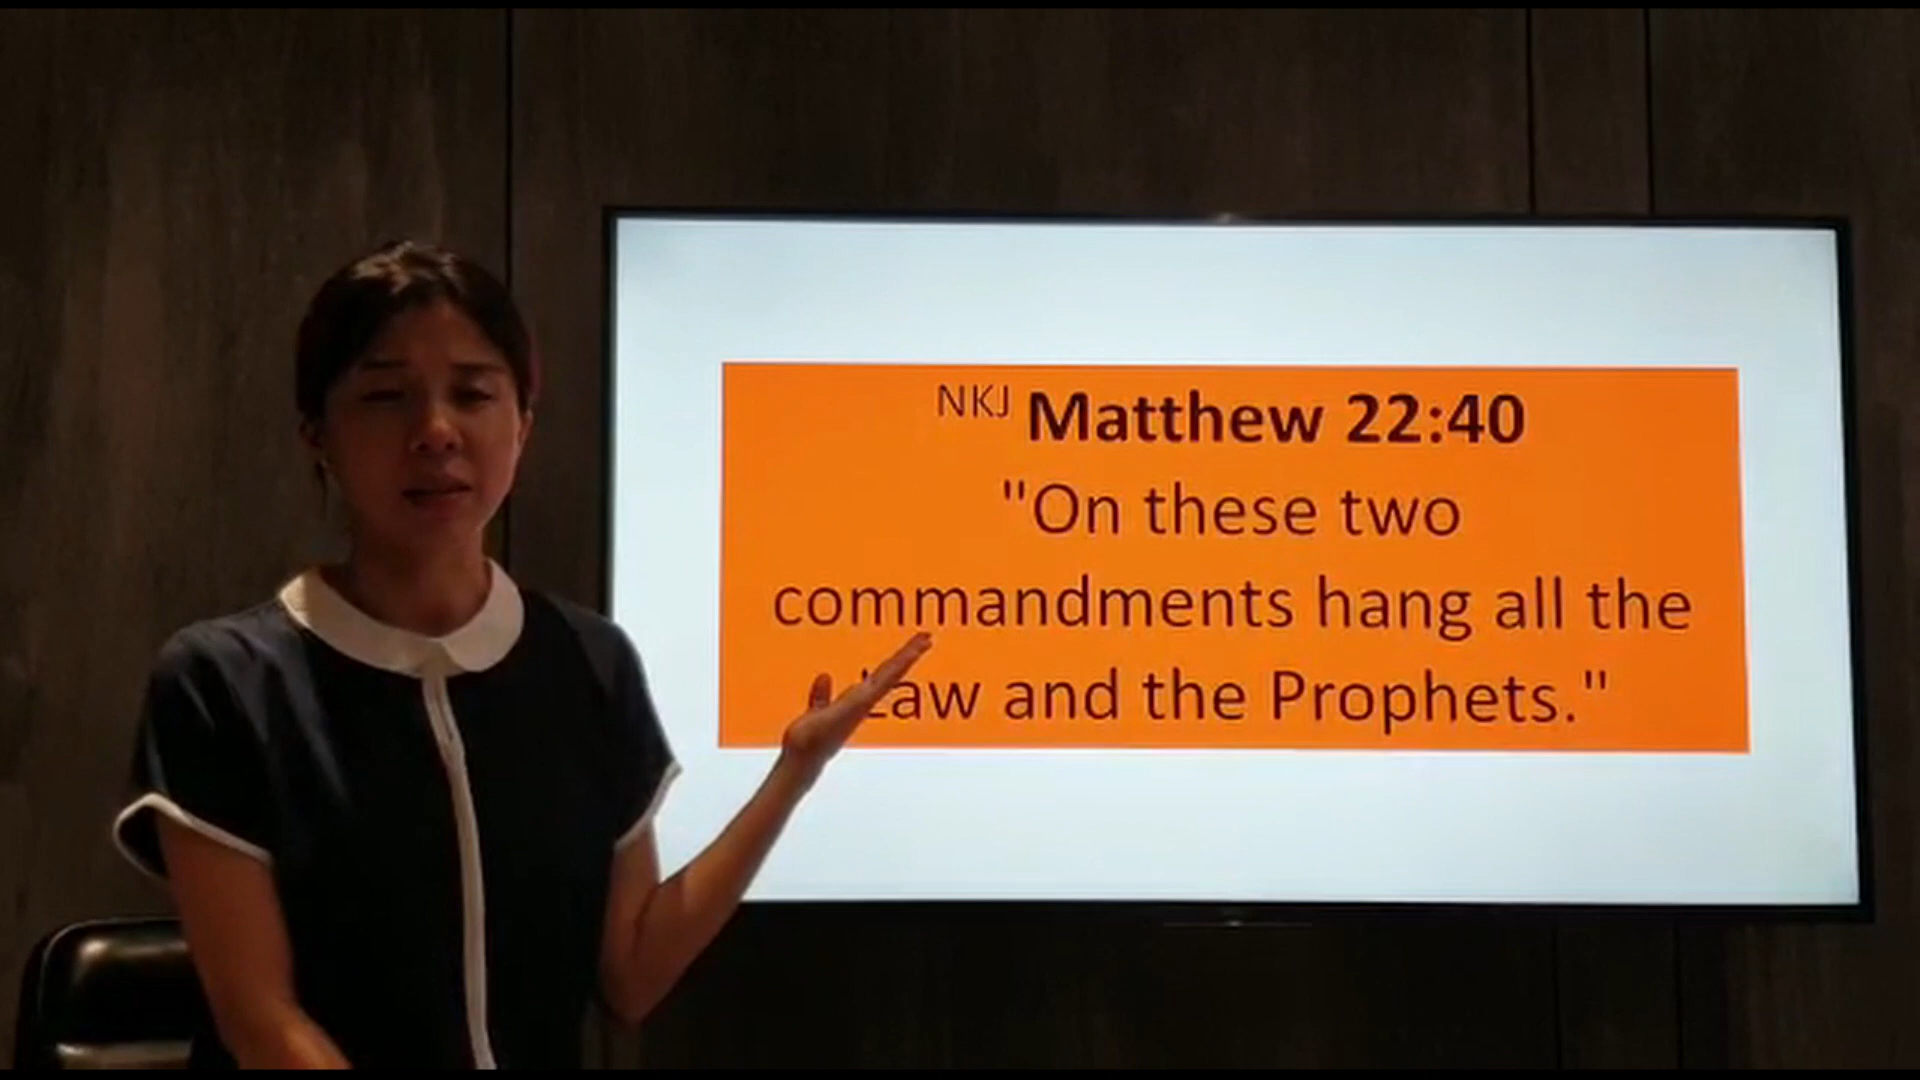 NKJ Matthew 22:40
"On these two
commandments hang all the
Law and the Prophets."